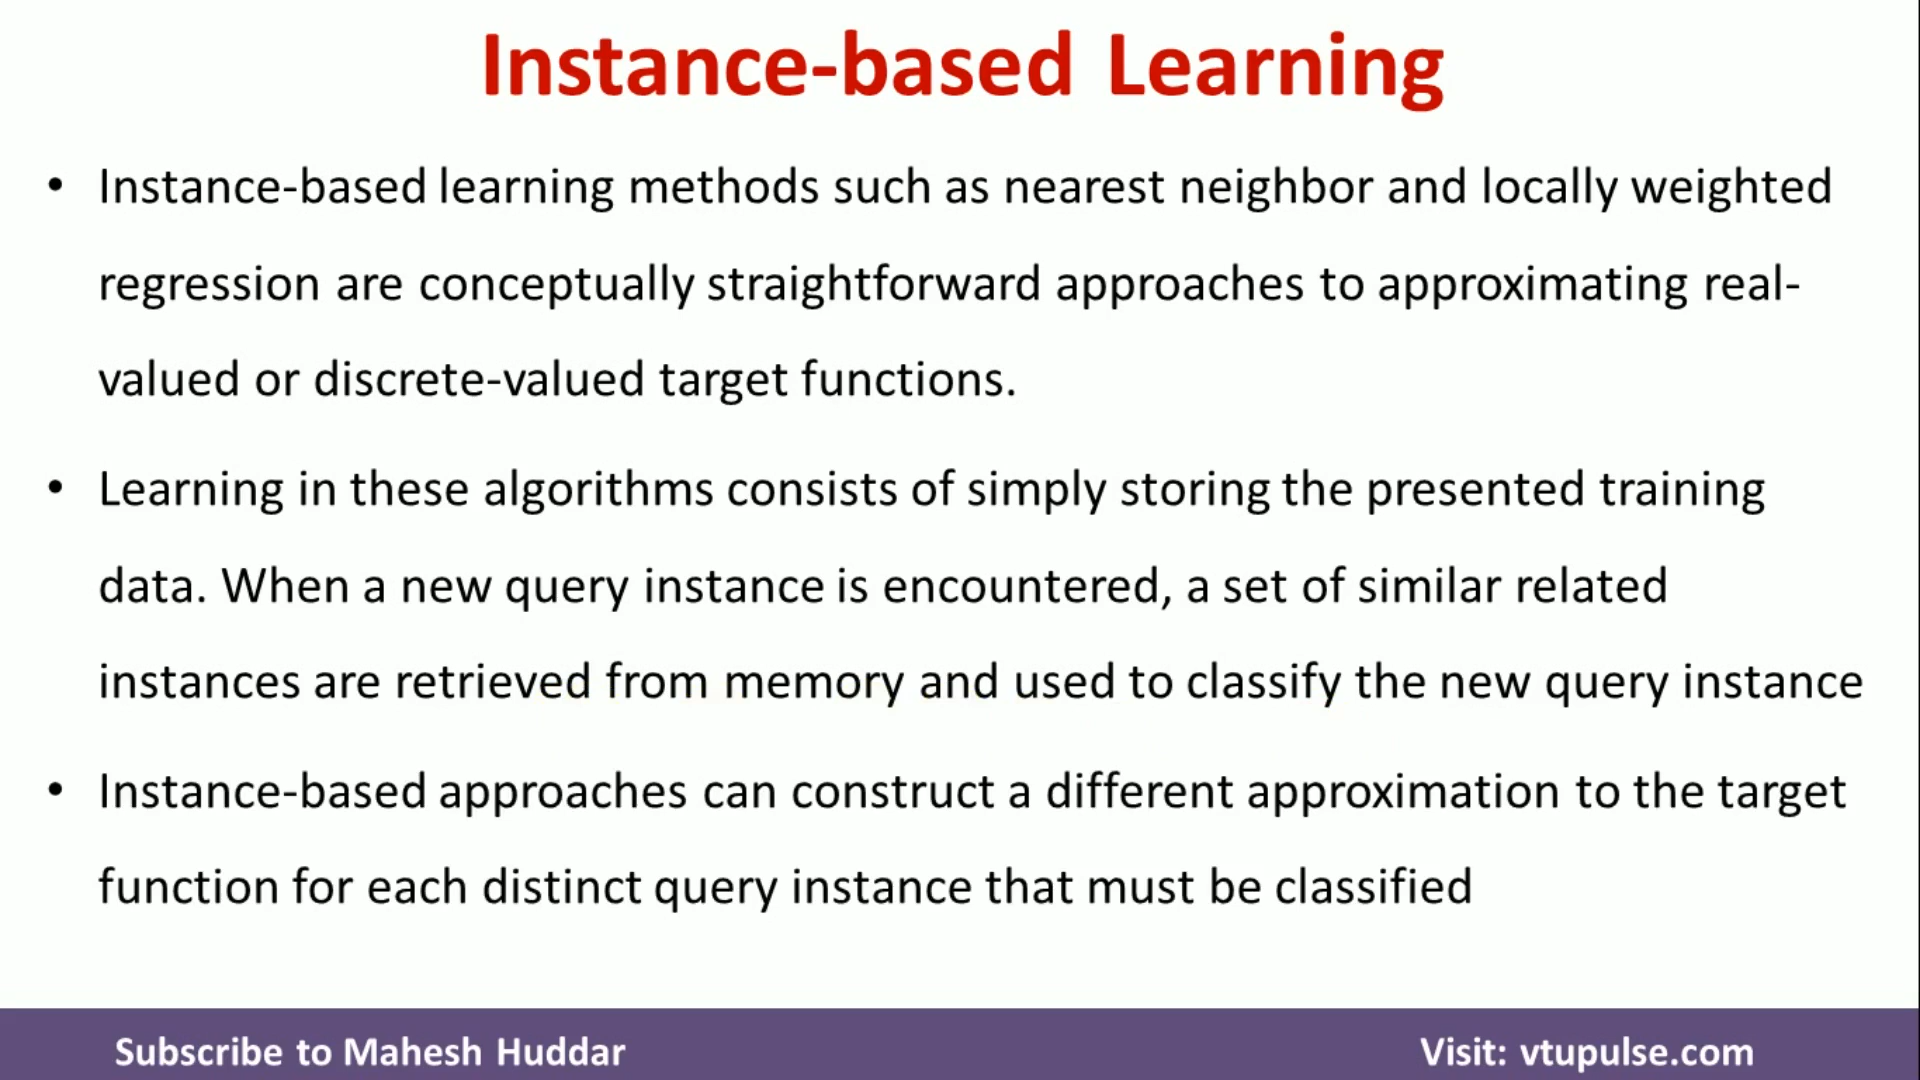 Instance-based Learning
• Instance-based learning methods such as nearest neighbor and locally weighted
regression are conceptually straightforward approaches to approximating real-
valued or discrete-valued target functions.
• Learning in these algorithms consists of simply storing the presented training
data. When a new query instance is encountered, a set of similar related
instances are retrieved from memory and used to classify the new query instance
• Instance-based approaches can construct a different approximation to the target
function for each distinct query instance that must be classified
Subscribe to Mahesh Huddar
Visit: vtupulse.com